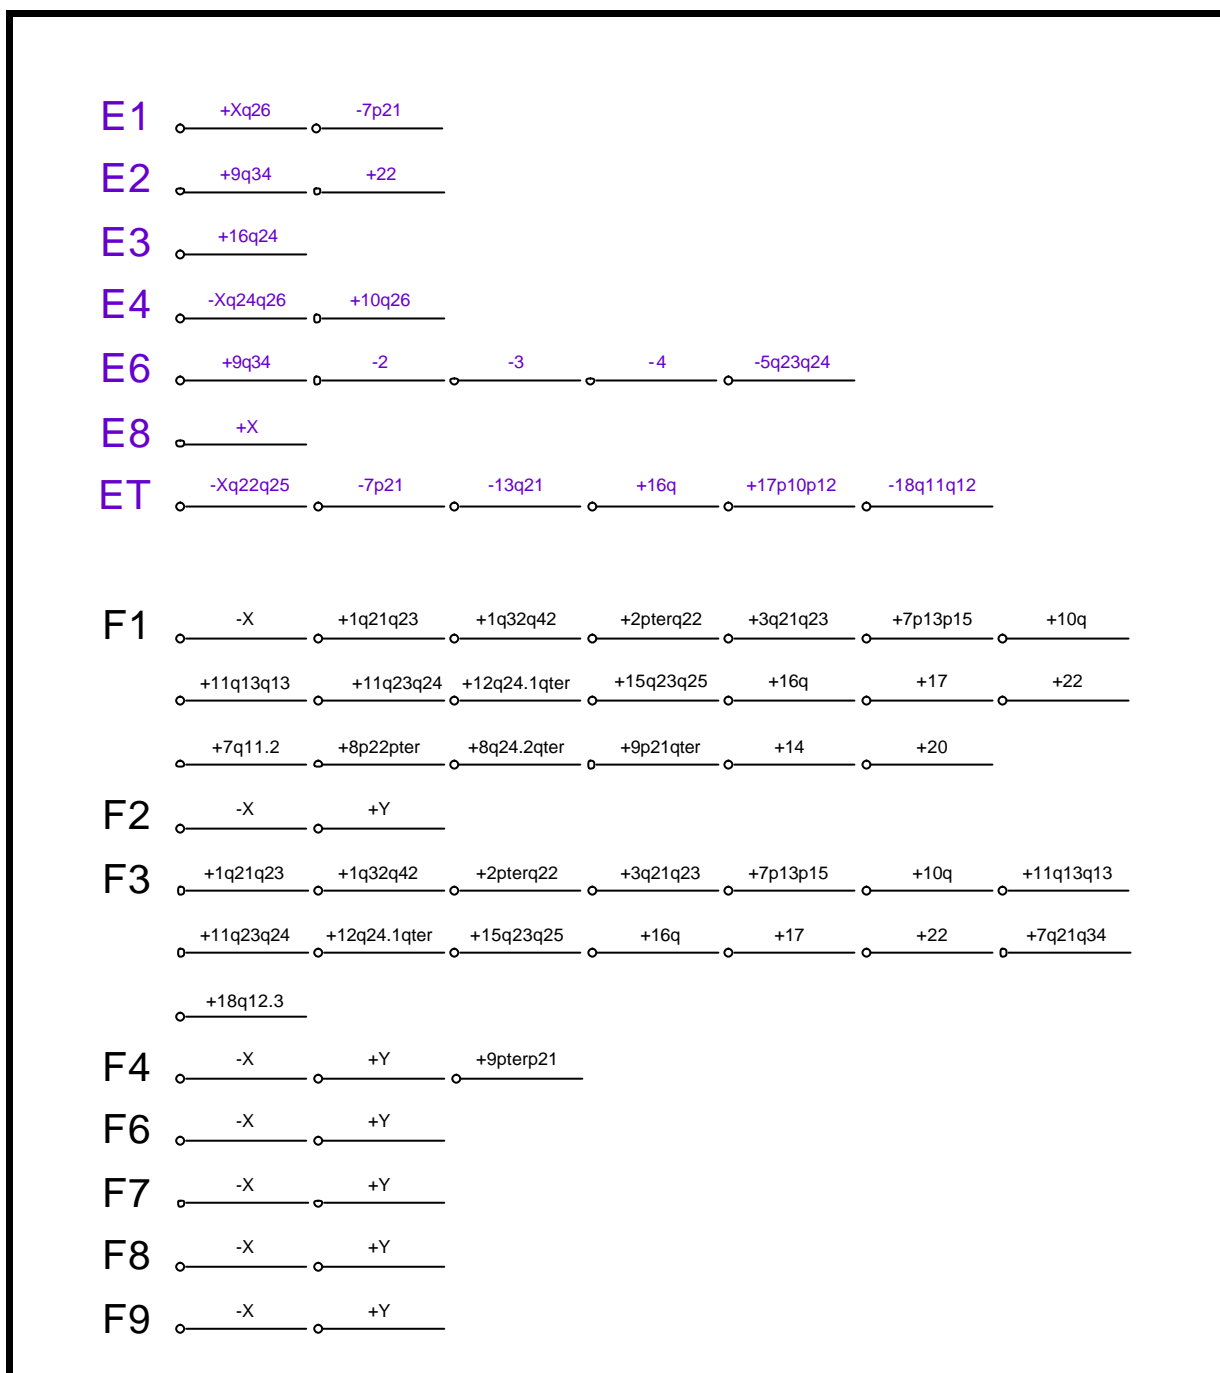 E1 +Xq26 -7p21
E2 +9q34 +22
E3 +16q24
E4 -Xq24q26 +10q26
E6 +9q34 -2 -3 -4 -5q23q24
E8 +X
ET -Xq22q25 -7p21 -13q21 +16q +17p10p12 -18q11q12
F1 -X +1q21q23 +1q32q42 +2pterq22 +3q21q23 +7p13p15 +10q
+11q13q13 +11q23q24 +12q24.1qter +15q23q25 +16q +17 +22
+7q11.2 +8p22pter +8q24.2qter +9p21qter +14 +20
F2 -X +Y
F3 +1q21q23 +1q32q42 +2pterq22 +3q21q23 +7p13p15 +10q +11q13q13
+11q23q24 +12q24.1qter +15q23q25 +16q +17 +22 +7q21q34
+18q12.3
F4 -X +Y +9pterp21
F6 -X +Y
F7 -X +Y
F8 -X +Y
F9 -X +Y